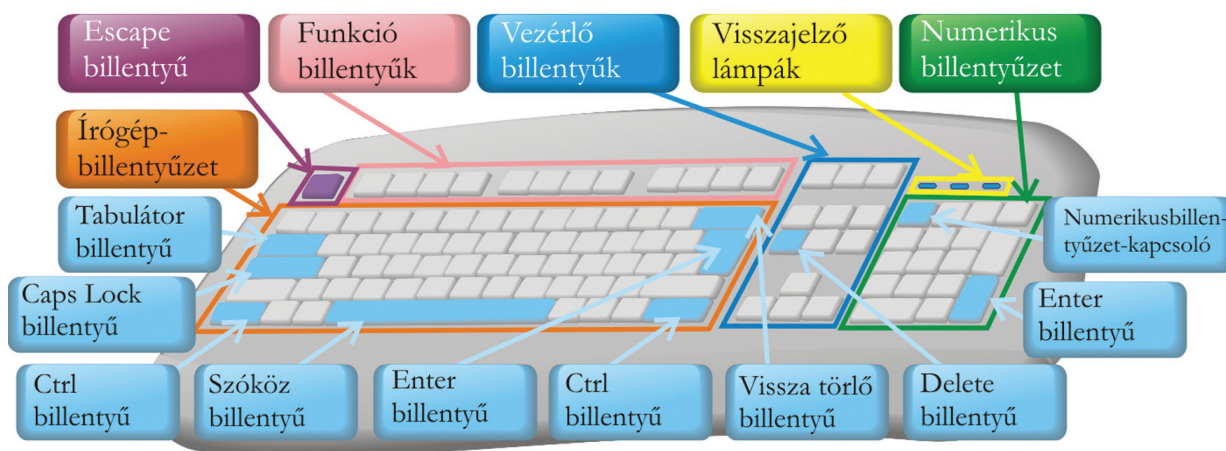 Escape
billentyű
Funkció
billentyűk
Vezérlő
billentyűk
Visszajelző
lámpák
Numerikus
billentyűzet
Írógép-
billentyűzet
Tabulátor
billentyű
Numerikusbillen-
tyűzet-kapcsoló
Caps Lock
billentyű
Enter
billentyű
Ctrl
billentyű
Szóköz
billentyű
Enter
billentyű
Ctrl
billentyű
Vissza törlő
billentyű
Delete
billentyű